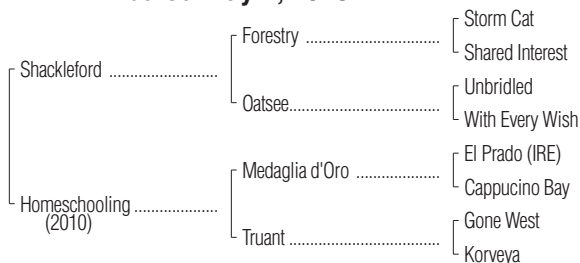 Storm Cat
Forestry
Shared Interest
Shackleford
Unbridled
Oatsee
With Every Wish
El Prado (IRE)
Medaglia d'Oro
Cappucino Bay
Homeschooling
(2010)
Gone West
Truant
Korveya